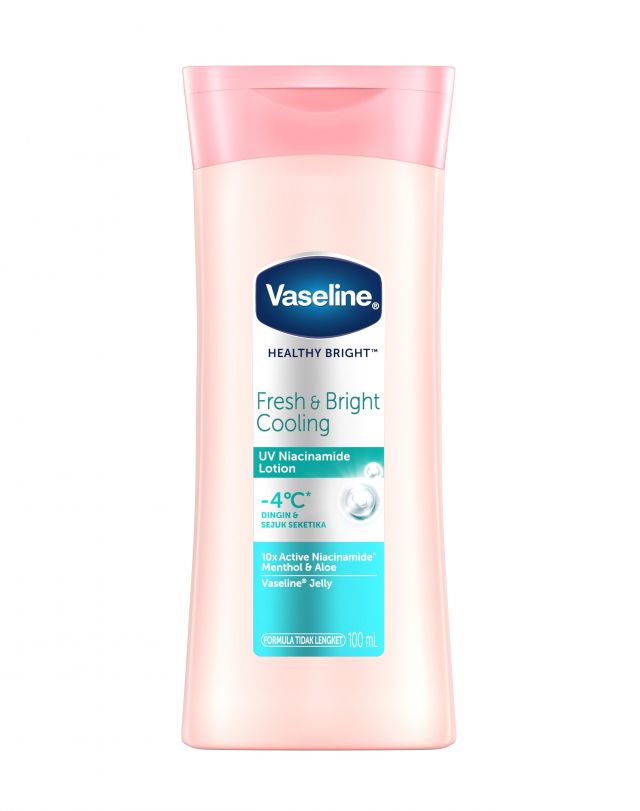 Vaseline®
HEALTHY BRIGHT™
Fresh & Bright
Cooling
UV Niacinamide
Lotion
-4°C*
DINGIN &
SEJUK SEKETIKA
10x Active Niacinamide^
Menthol & Aloe
Vaseline® Jelly
FORMULA TIDAK LENGKET 100 mL